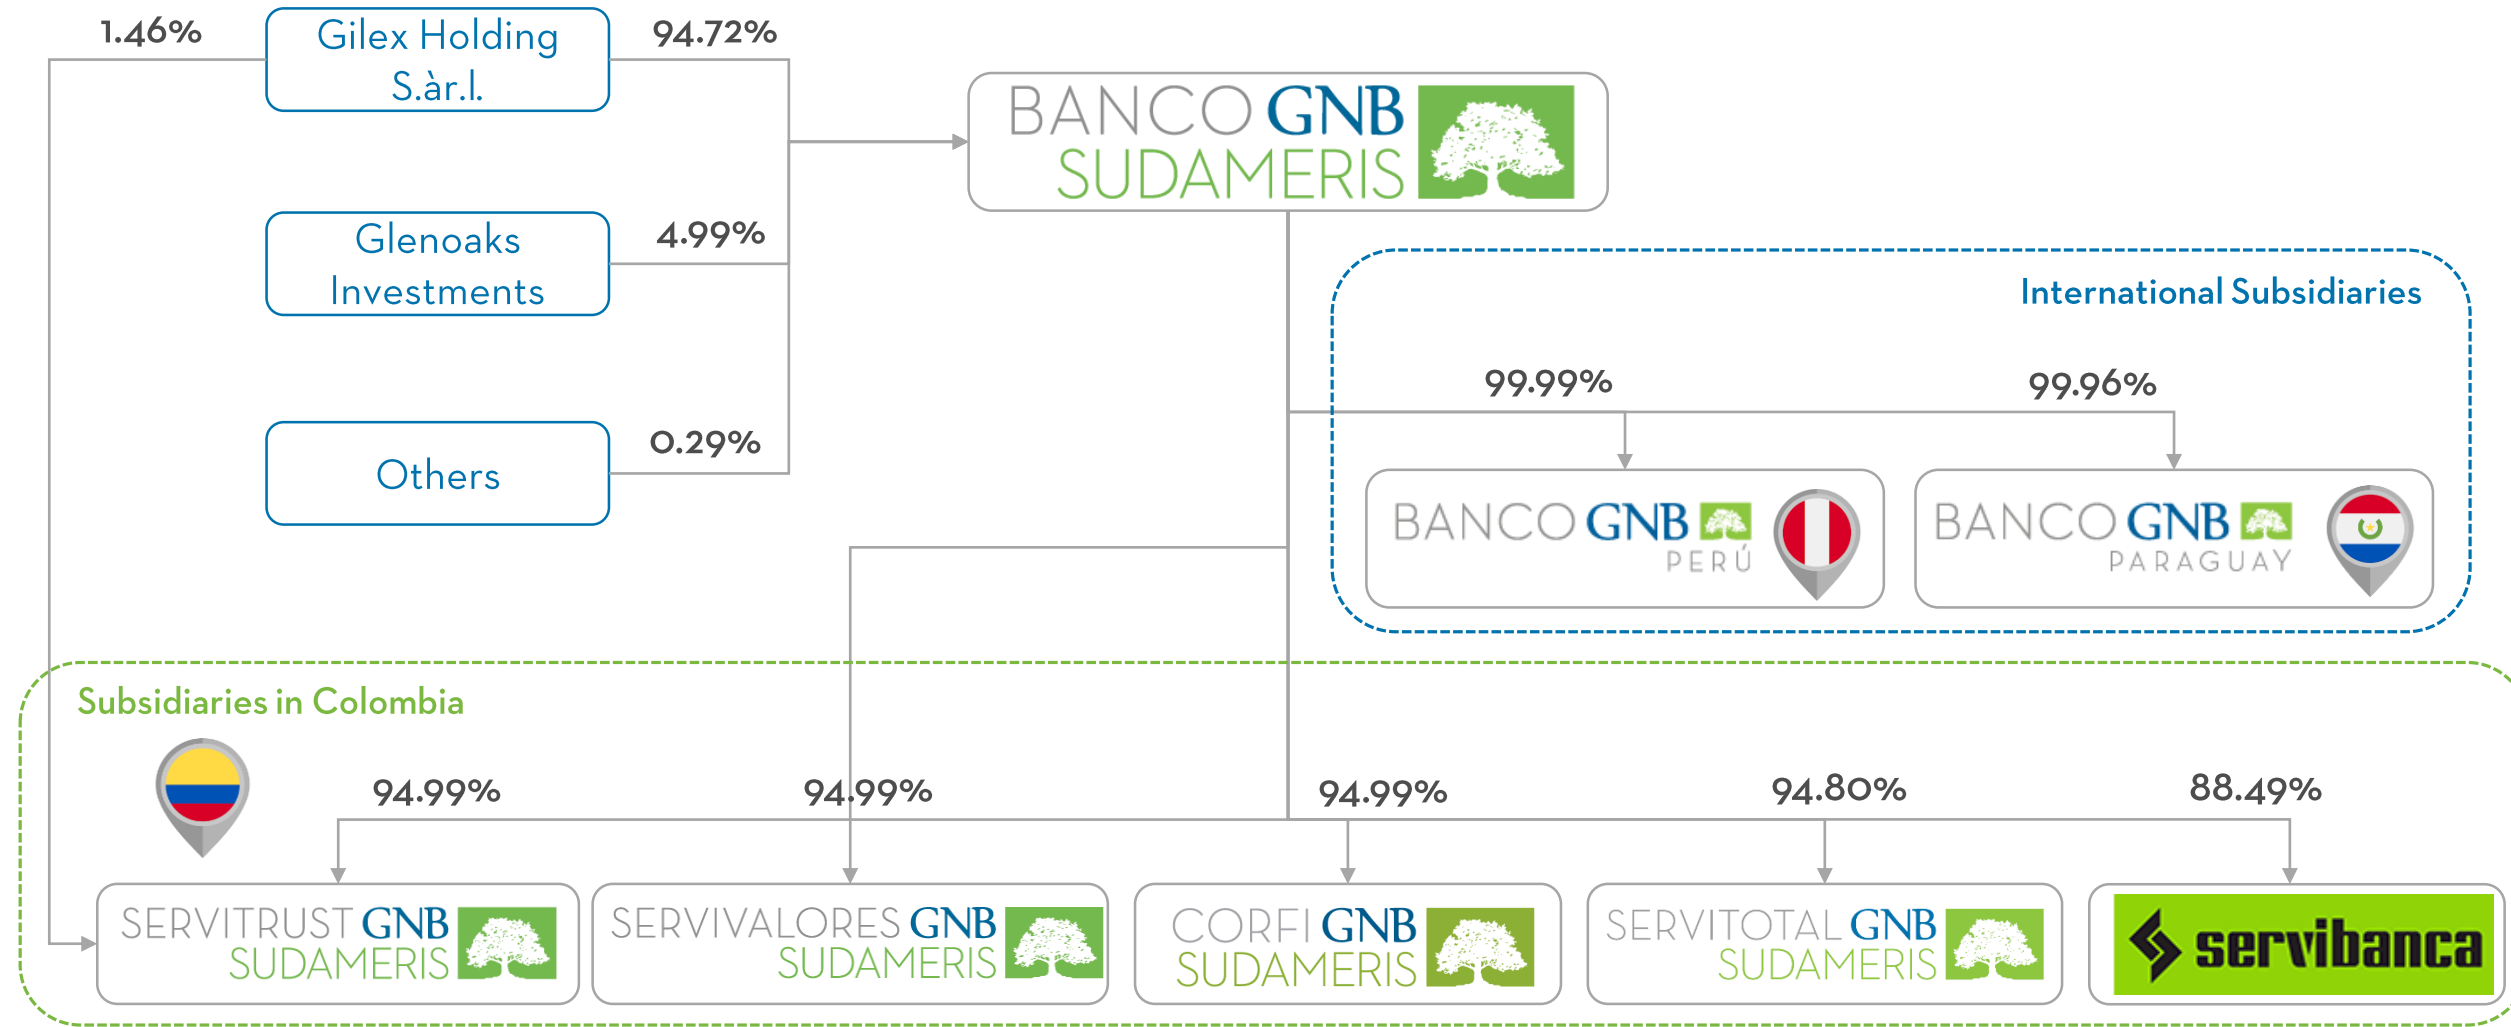 1.46%
Gilex Holding
S.àr.l.
94.72%
BANCO GNB
SUDAMERIS
Glenoaks
Investments
4.99%
Others
0.29%
International Subsidiaries
99.99%
99.96%
BANCO GNB
PERÚ
BANCO GNB
PARAGUAY
Subsidiaries in Colombia
94.99%
94.99%
94.99%
94.80%
88.49%
SERVITRUST GNB
SUDAMERIS
SERVIVALORES GNB
SUDAMERIS
CORFI GNB
SUDAMERIS
SERVITOTAL GNB
SUDAMERIS
servibanca